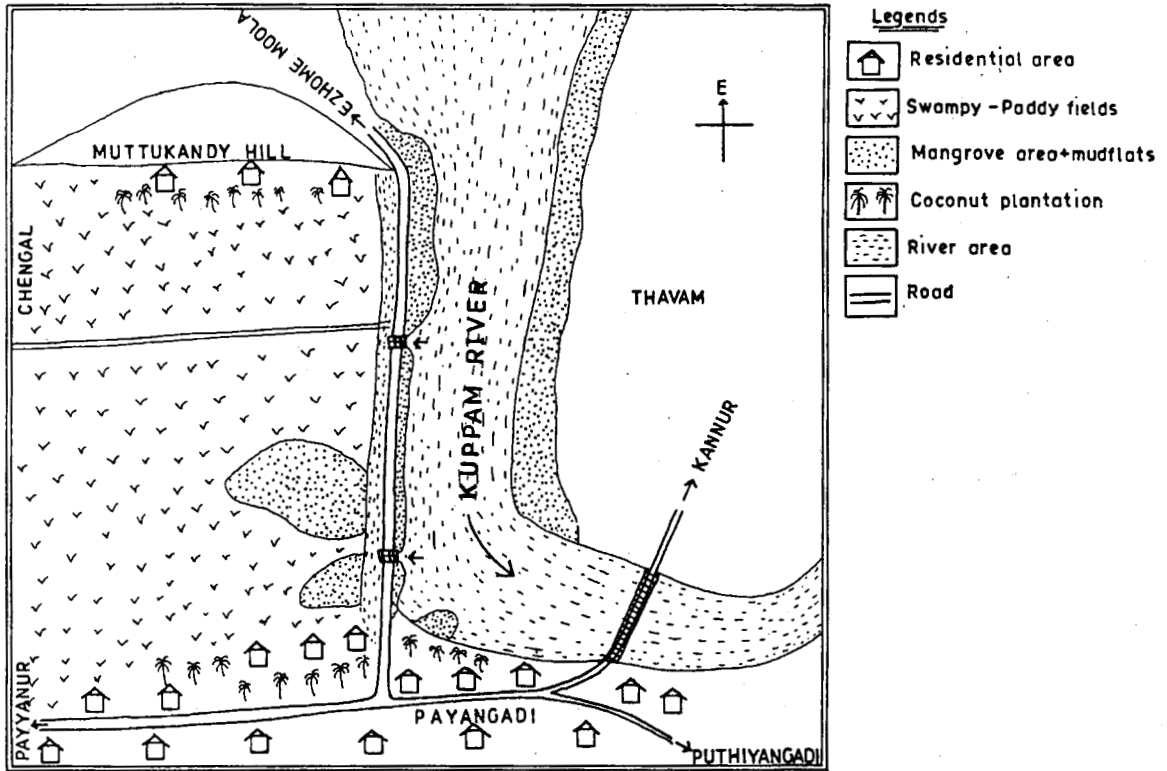 EZHOME MOOLA
MUTTUKANDY HILL
CHENGAL
E
THAVAM
KUPPAM RIVER
KANNUR
PAYYANUR
PAYANGADI
PUTHIYANGADI
Legends
Residential area
Swampy - Paddy fields
Mangrove area+mudflats
Coconut plantation
River area
Road